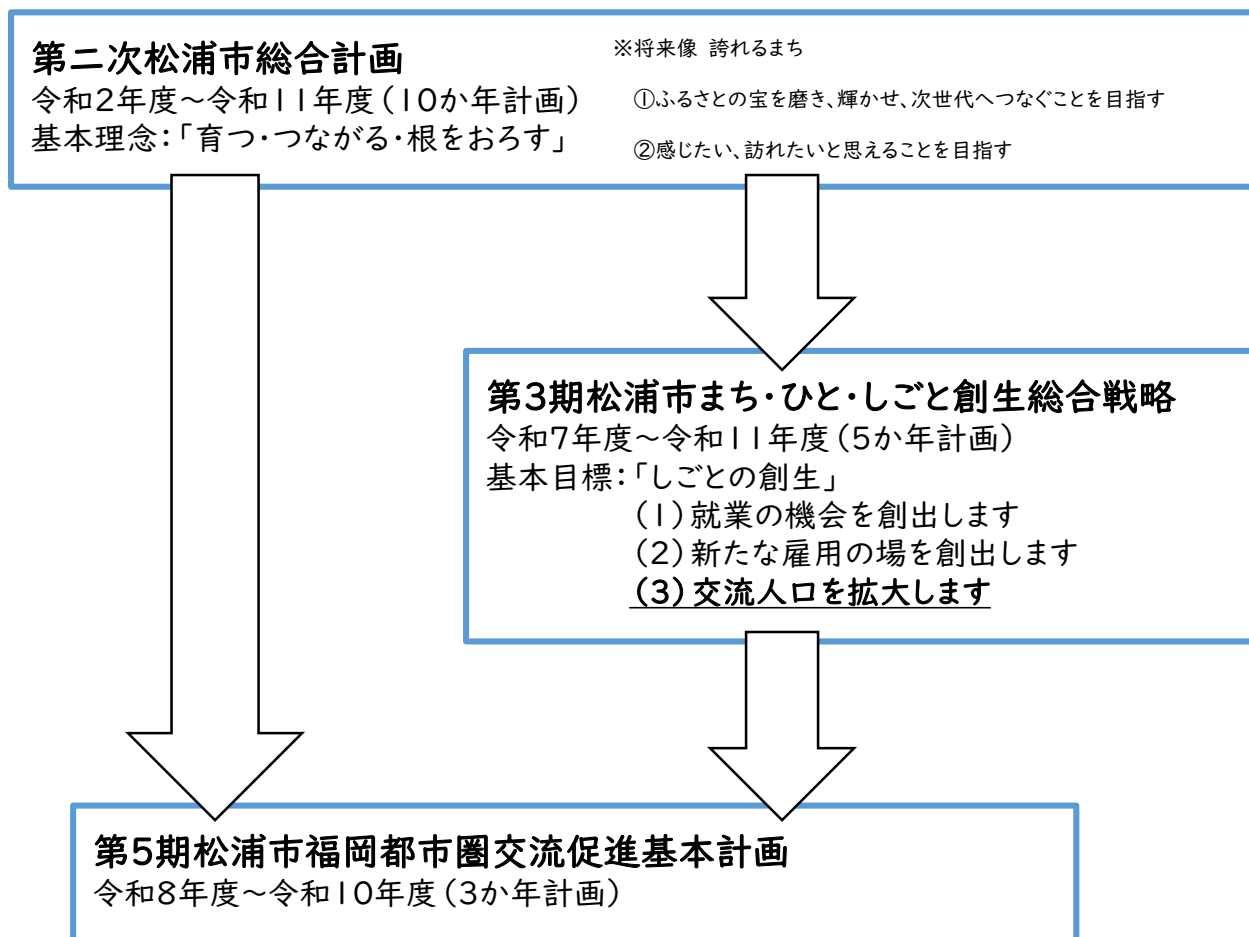 第二次松浦市総合計画
令和2年度～令和11年度(10か年計画)
基本理念:「育つ・つながる・根をおろす」
※将来像 誇れるまち
①ふるさとの宝を磨き、輝かせ、次世代へつなぐことを目指す
②感じたい、訪れたいと思えることを目指す
第3期松浦市まち・ひと・しごと創生総合戦略
令和7年度～令和11年度(5か年計画)
基本目標:「しごとの創生」
(1)就業の機会を創出します
(2)新たな雇用の場を創出します
(3)交流人口を拡大します
第5期松浦市福岡都市圏交流促進基本計画
令和8年度～令和10年度(3か年計画)